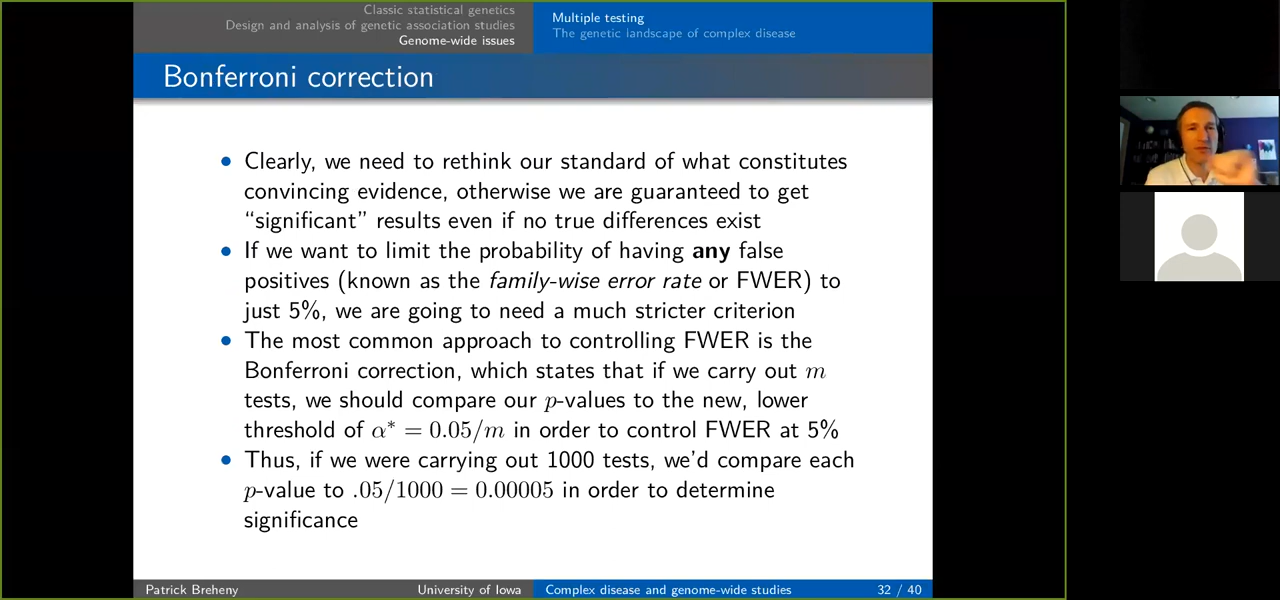 Classic statistical genetics
Design and analysis of genetic association studies
Genome-wide issues
Multiple testing
The genetic landscape of complex disease
Bonferroni correction
• Clearly, we need to rethink our standard of what constitutes
convincing evidence, otherwise we are guaranteed to get
“significant” results even if no true differences exist
• If we want to limit the probability of having any false
positives (known as the family-wise error rate or FWER) to
just 5%, we are going to need a much stricter criterion
• The most common approach to controlling FWER is the
Bonferroni correction, which states that if we carry out m
tests, we should compare our p-values to the new, lower
threshold of α* = 0.05/m in order to control FWER at 5%
• Thus, if we were carrying out 1000 tests, we’d compare each
p-value to .05/1000 = 0.00005 in order to determine
significance
Patrick Breheny
University of Iowa
Complex disease and genome-wide studies
32 / 40